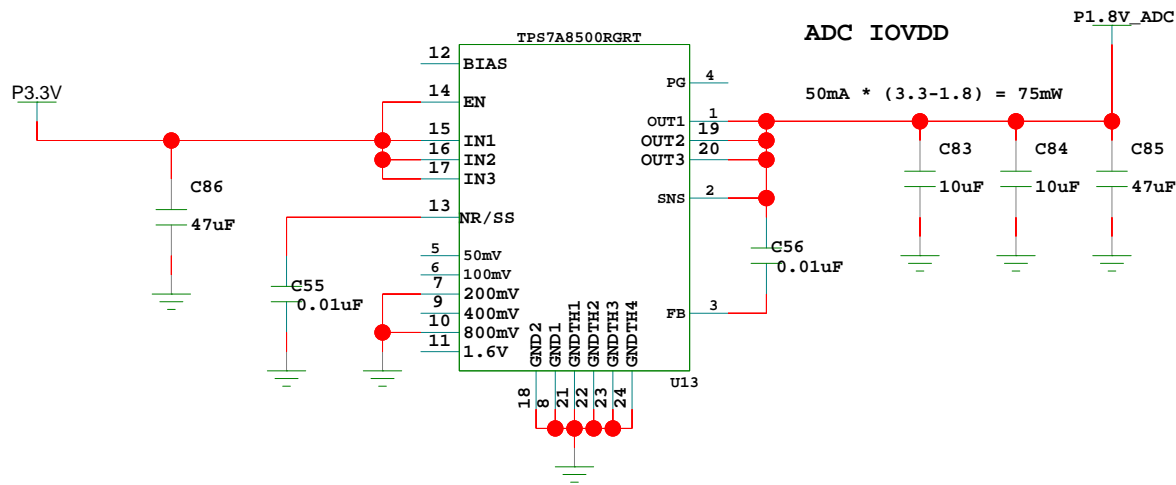 P1.8V_ADC
ADC IOVDD
TPS7A8500RGRT
12 BIAS
PG 4
P3.3V
14 EN
50mA * (3.3-1.8) = 75mW
OUT1 1
15 IN1
OUT2 19
16 IN2
OUT3 20
17 IN3
C83
10uF
C84
10uF
C85
47uF
C86
47uF
SNS 2
13 NR/SS
C56
0.01uF
5 50mV
6 100mV
7 200mV
C55
0.01uF
9 400mV
FB 3
10 800mV
11 1.6V
GND2
GND1
GNDTH1
GNDTH2
GNDTH3
GNDTH4
U13
18
8
21
22
23
24